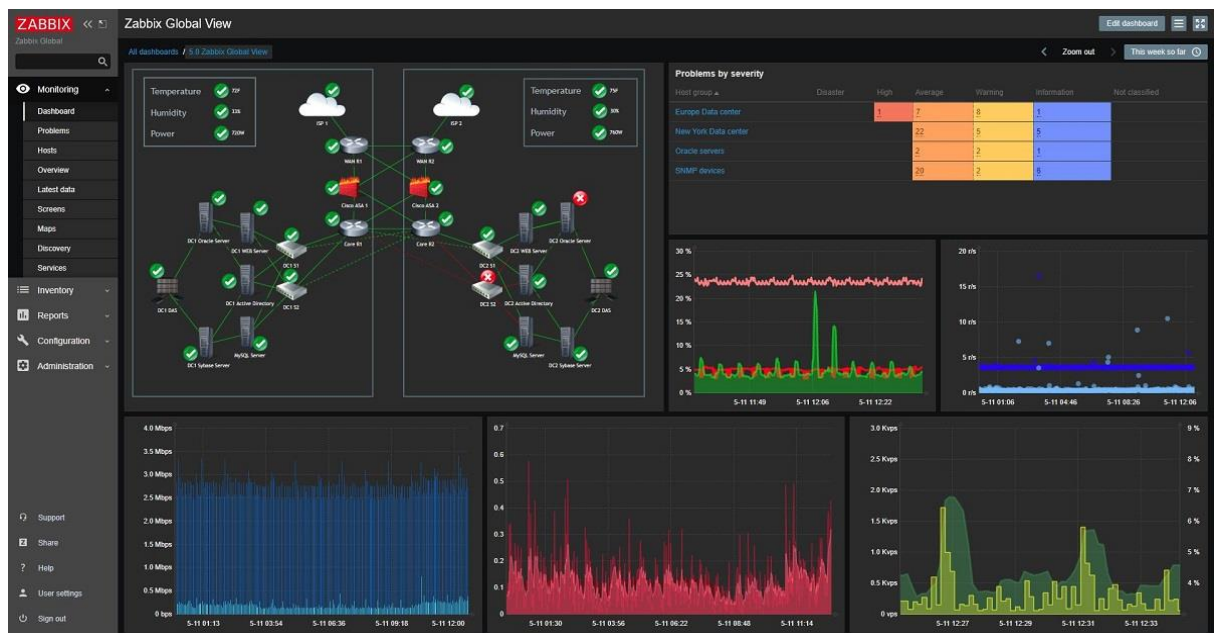 ZABBIX
Zabbix Global
Monitoring
Dashboard
Problems
Hosts
Overview
Latest data
Screens
Maps
Discovery
Services
Inventory
Reports
Configuration
Administration
Support
Share
Help
User settings
Sign out
Zabbix Global View
Edit dashboard
All dashboards / 5.0 Zabbix Global View
Zoom out
This week so far
Temperature 72F
Humidity 33%
Power 720W
ISP 1
ISP 2
Temperature 75F
Humidity 30%
Power 760W
WAN R1
WAN R2
Cisco ASA 1
Cisco ASA 2
Core R1
Core R2
DC1 Oracle Server
DC1 WEB Server
DC1 S1
DC1 DAS
DC1 Active Directory
DC1 S2
DC1 Sybase Server
MySQL Server
DC2 S1
DC2 WEB Server
DC2 Oracle Server
DC2 S2
DC2 Active Directory
DC2 DAS
MySQL Server
DC2 Sybase Server
Problems by severity
Host group Disaster High Average Warning Information Not classified
Europe Data center 1 7 8 1
New York Data center 22 5 5
Oracle servers 2 2 1
SNMP devices 20 2 6
30 %
25 %
20 %
15 %
10 %
5 %
0 %
5-11 11:49 5-11 12:06 5-11 12:22
20 r/s
15 r/s
10 r/s
5 r/s
0 r/s
5-11 01:06 5-11 04:46 5-11 08:26 5-11 12:06
4.0 Mbps
3.5 Mbps
3.0 Mbps
2.5 Mbps
2.0 Mbps
1.5 Mbps
1.0 Mbps
0.5 Mbps
0 bps
5-11 01:13 5-11 03:54 5-11 06:36 5-11 09:18 5-11 12:00
0.7
0.6
0.5
0.4
0.3
0.2
0.1
0
5-11 01:30 5-11 03:56 5-11 06:22 5-11 08:48 5-11 11:14
3.0 Kvps 9 %
2.5 Kvps 8 %
2.0 Kvps 7 %
1.5 Kvps 6 %
1.0 Kvps 5 %
0.5 Kvps 4 %
0 vps
5-11 12:27 5-11 12:29 5-11 12:31 5-11 12:33